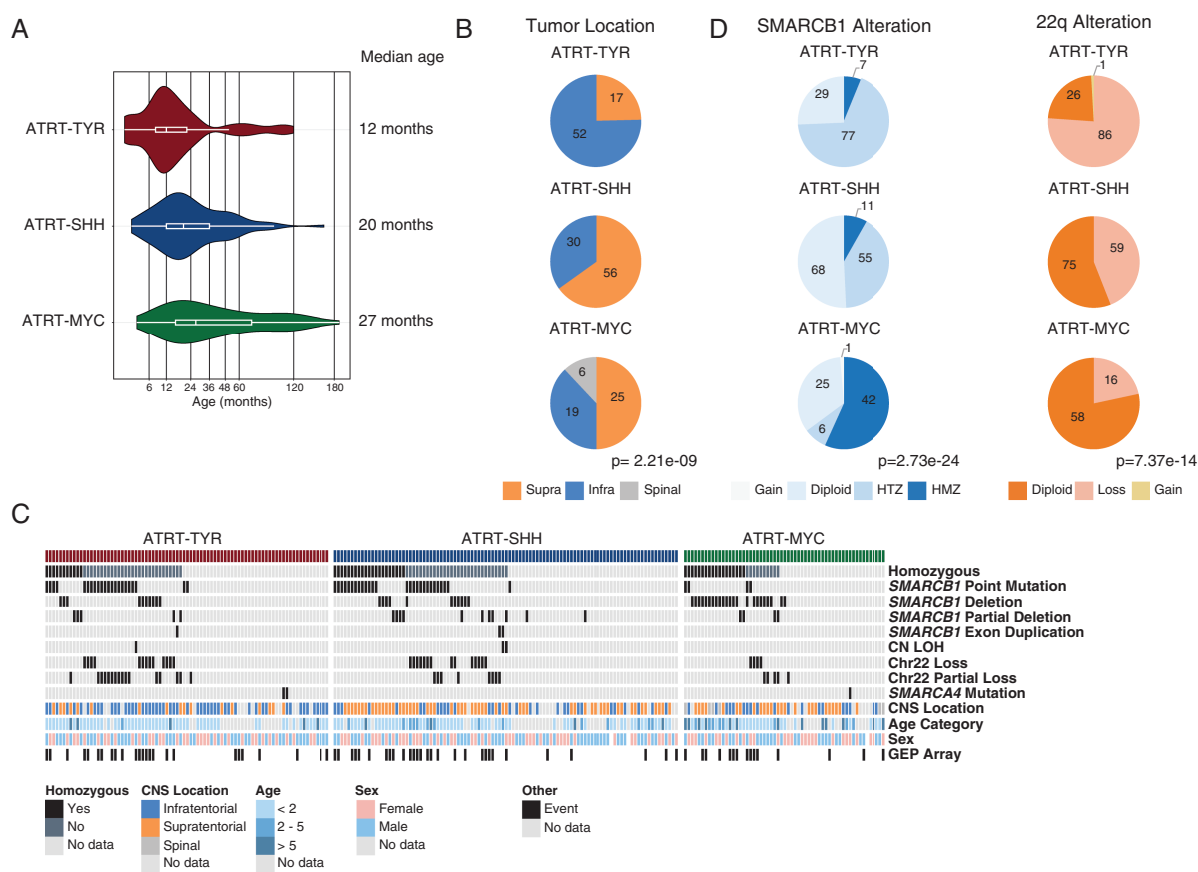 A
Median age
ATRT-TYR
12 months
ATRT-SHH
20 months
ATRT-MYC
27 months
6 12 24 36 48 60 120 180
Age (months)
B
Tumor Location
ATRT-TYR
17
52
ATRT-SHH
30
56
ATRT-MYC
6
25
19
p= 2.21e-09
Supra Infra Spinal
D
SMARCB1 Alteration
ATRT-TYR
7
29
77
ATRT-SHH
11
68
55
ATRT-MYC
1
25
42
6
p=2.73e-24
Gain Diploid HTZ HMZ
22q Alteration
ATRT-TYR
1
26
86
ATRT-SHH
59
75
ATRT-MYC
16
58
p=7.37e-14
Diploid Loss Gain
C
ATRT-TYR ATRT-SHH ATRT-MYC
Homozygous
SMARCB1 Point Mutation
SMARCB1 Deletion
SMARCB1 Partial Deletion
SMARCB1 Exon Duplication
CN LOH
Chr22 Loss
Chr22 Partial Loss
SMARCA4 Mutation
CNS Location
Age Category
Sex
GEP Array
Homozygous
Yes
No
No data
CNS Location
Infratentorial
Supratentorial
Spinal
No data
Age
< 2
2 - 5
> 5
No data
Sex
Female
Male
No data
Other
Event
No data